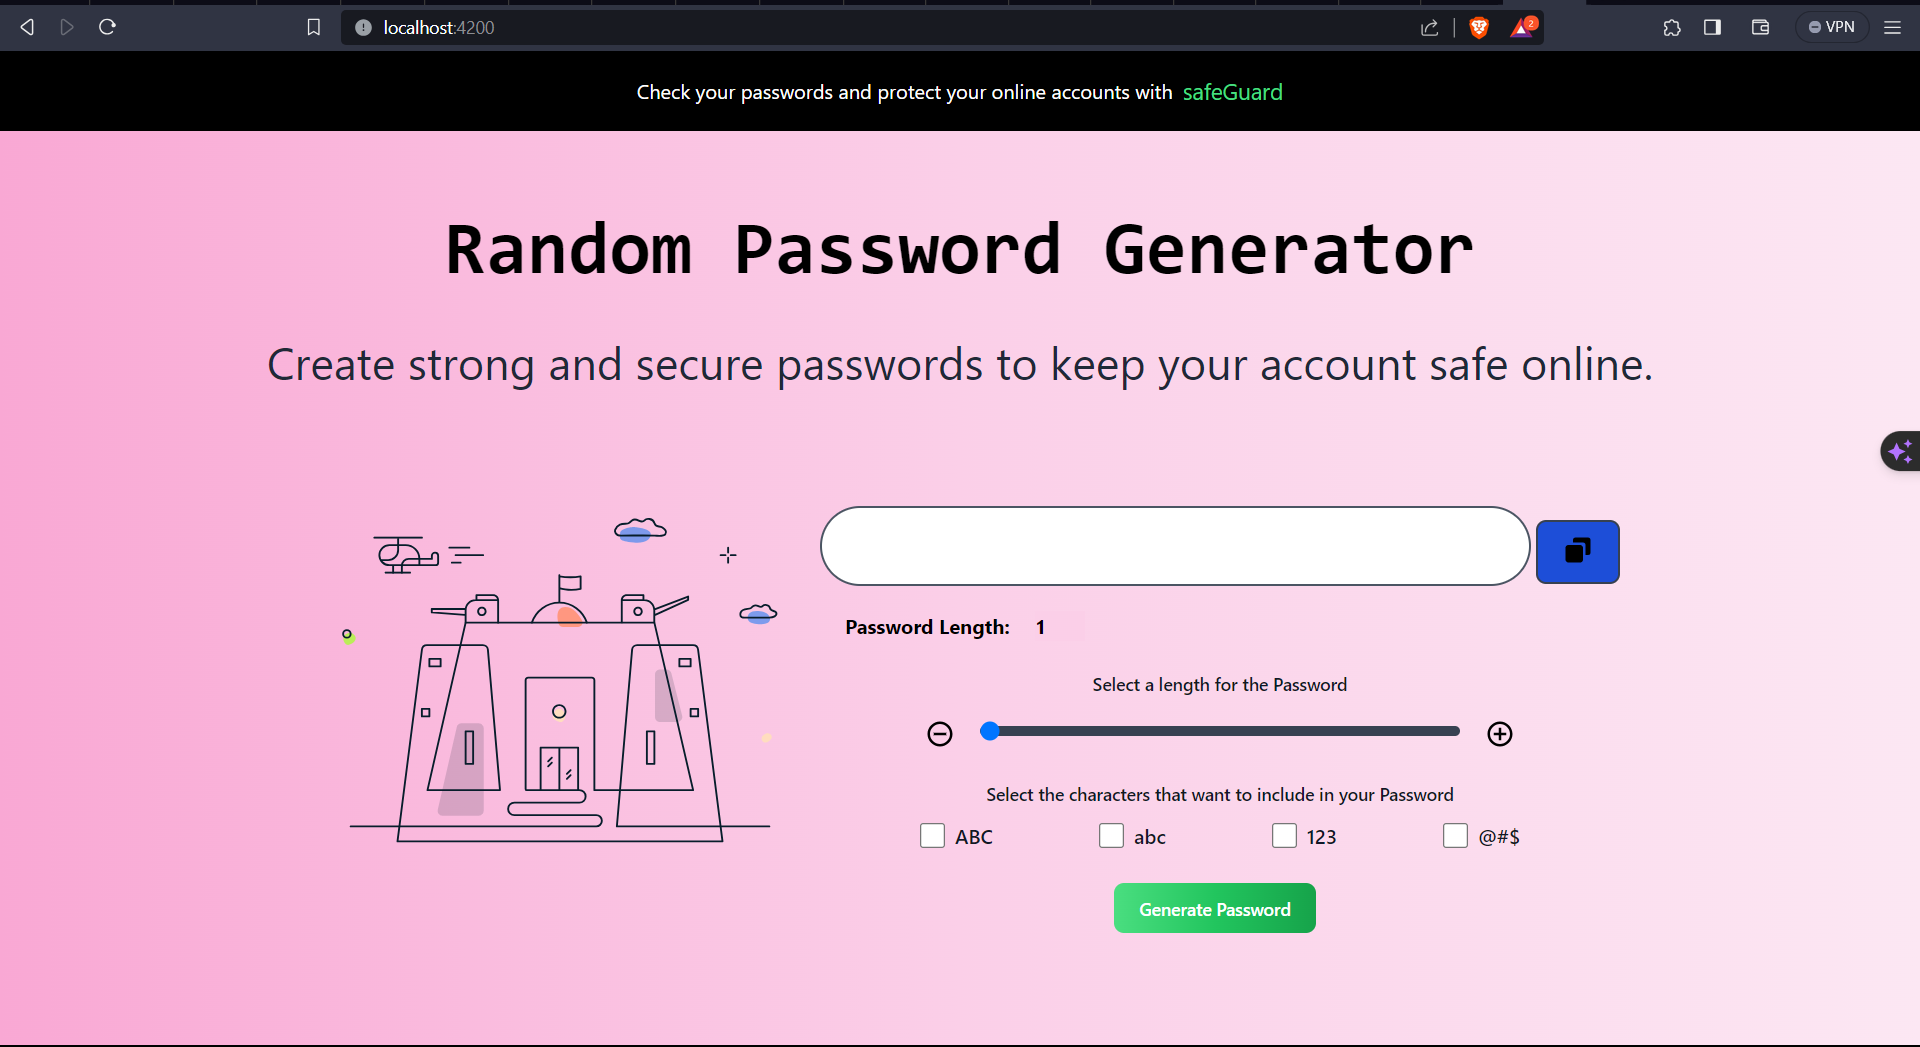 localhost:4200
2
VPN
Check your passwords and protect your online accounts with safeGuard
Random Password Generator
Create strong and secure passwords to keep your account safe online.
Password Length: 1
Select a length for the Password
Select the characters that want to include in your Password
ABC abc 123 @#$
Generate Password